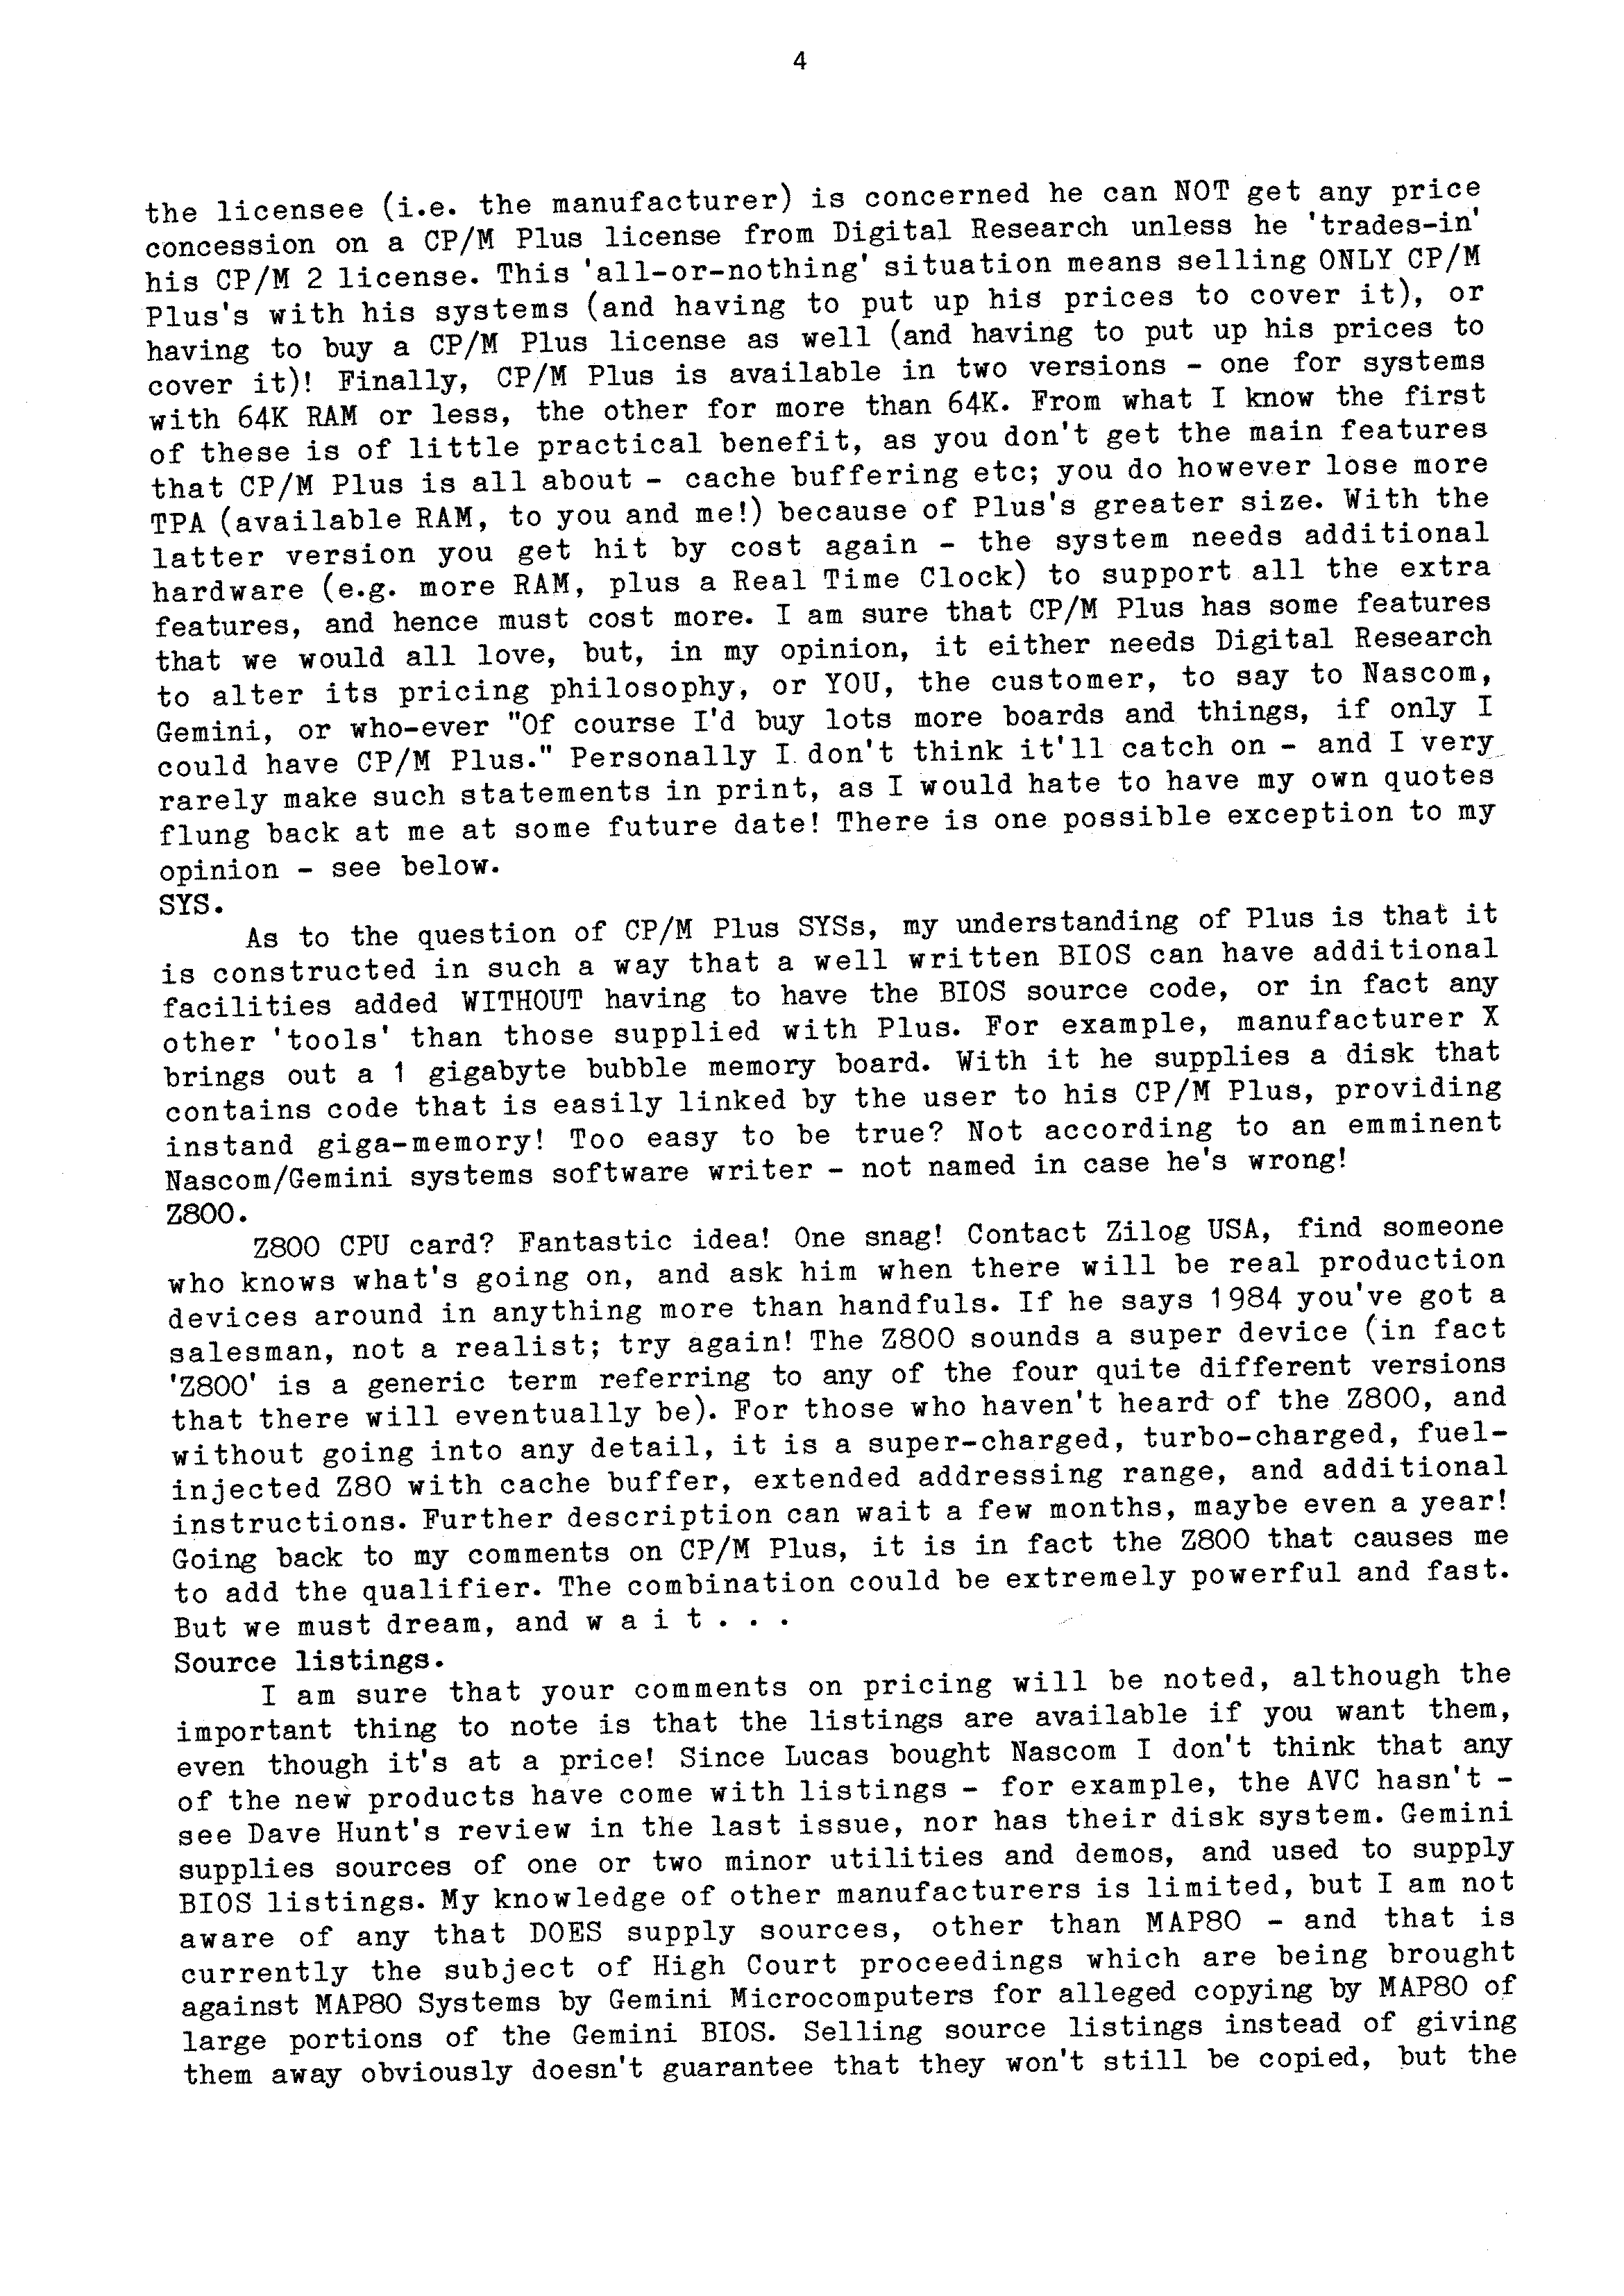 4
the licensee (i.e. the manufacturer) is concerned he can NOT get any price
concession on a CP/M Plus license from Digital Research unless he 'trades-in'
his CP/M 2 license. This 'all-or-nothing' situation means selling ONLY CP/M
Plus's with his systems (and having to put up his prices to cover it), or
having to buy a CP/M Plus license as well (and having to put up his prices to
cover it)! Finally, CP/M Plus is available in two versions - one for systems
with 64K RAM or less, the other for more than 64K. From what I know the first
of these is of little practical benefit, as you don't get the main features
that CP/M Plus is all about - cache buffering etc; you do however lose more
TPA (available RAM, to you and me!) because of Plus's greater size. With the
latter version you get hit by cost again - the system needs additional
hardware (e.g. more RAM, plus a Real Time Clock) to support all the extra
features, and hence must cost more. I am sure that CP/M Plus has some features
that we would all love, but, in my opinion, it either needs Digital Research
to alter its pricing philosophy, or YOU, the customer, to say to Nascom,
Gemini, or who-ever "Of course I'd buy lots more boards and things, if only I
could have CP/M Plus." Personally I don't think it'll catch on - and I very
rarely make such statements in print, as I would hate to have my own quotes
flung back at me at some future date! There is one possible exception to my
opinion - see below.
SYS.
As to the question of CP/M Plus SYSs, my understanding of Plus is that it
is constructed in such a way that a well written BIOS can have additional
facilities added WITHOUT having to have the BIOS source code, or in fact any
other 'tools' than those supplied with Plus. For example, manufacturer X
brings out a 1 gigabyte bubble memory board. With it he supplies a disk that
contains code that is easily linked by the user to his CP/M Plus, providing
instand giga-memory! Too easy to be true? Not according to an emminent
Nascom/Gemini systems software writer - not named in case he's wrong!
Z800.
Z800 CPU card? Fantastic idea! One snag! Contact Zilog USA, find someone
who knows what's going on, and ask him when there will be real production
devices around in anything more than handfuls. If he says 1984 you've got a
salesman, not a realist; try again! The Z800 sounds a super device (in fact
'Z800' is a generic term referring to any of the four quite different versions
that there will eventually be). For those who haven't heard of the Z800, and
without going into any detail, it is a super-charged, turbo-charged, fuel-
injected Z80 with cache buffer, extended addressing range, and additional
instructions. Further description can wait a few months, maybe even a year!
Going back to my comments on CP/M Plus, it is in fact the Z800 that causes me
to add the qualifier. The combination could be extremely powerful and fast.
But we must dream, and w a i t . . .
Source listings.
I am sure that your comments on pricing will be noted, although the
important thing to note is that the listings are available if you want them,
even though it's at a price! Since Lucas bought Nascom I don't think that any
of the new products have come with listings - for example, the AVC hasn't -
see Dave Hunt's review in the last issue, nor has their disk system. Gemini
supplies sources of one or two minor utilities and demos, and used to supply
BIOS listings. My knowledge of other manufacturers is limited, but I am not
aware of any that DOES supply sources, other than MAP80 - and that is
currently the subject of High Court proceedings which are being brought
against MAP80 Systems by Gemini Microcomputers for alleged copying by MAP80 of
large portions of the Gemini BIOS. Selling source listings instead of giving
them away obviously doesn't guarantee that they won't still be copied, but the